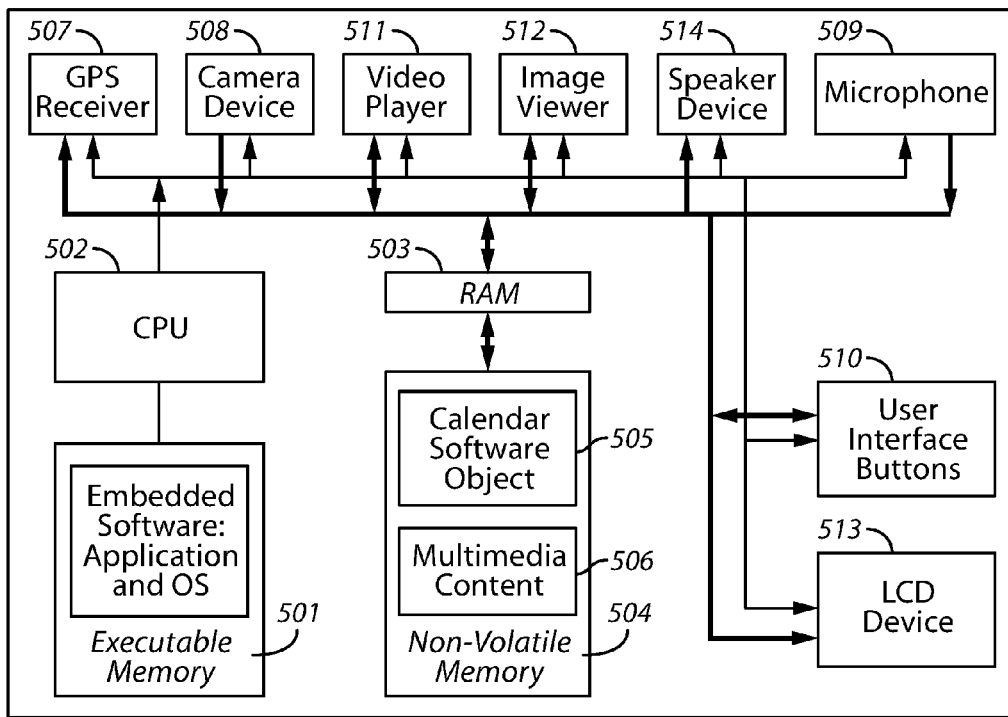 507
508
511
512
514
509
GPS
Receiver
Camera
Device
Video
Player
Image
Viewer
Speaker
Device
Microphone
502
CPU
503
RAM
Calendar
Software
Object
505
Multimedia
Content
506
Non-Volatile
Memory
504
Embedded
Software:
Application
and OS
Executable
Memory
501
510
User
Interface
Buttons
513
LCD
Device